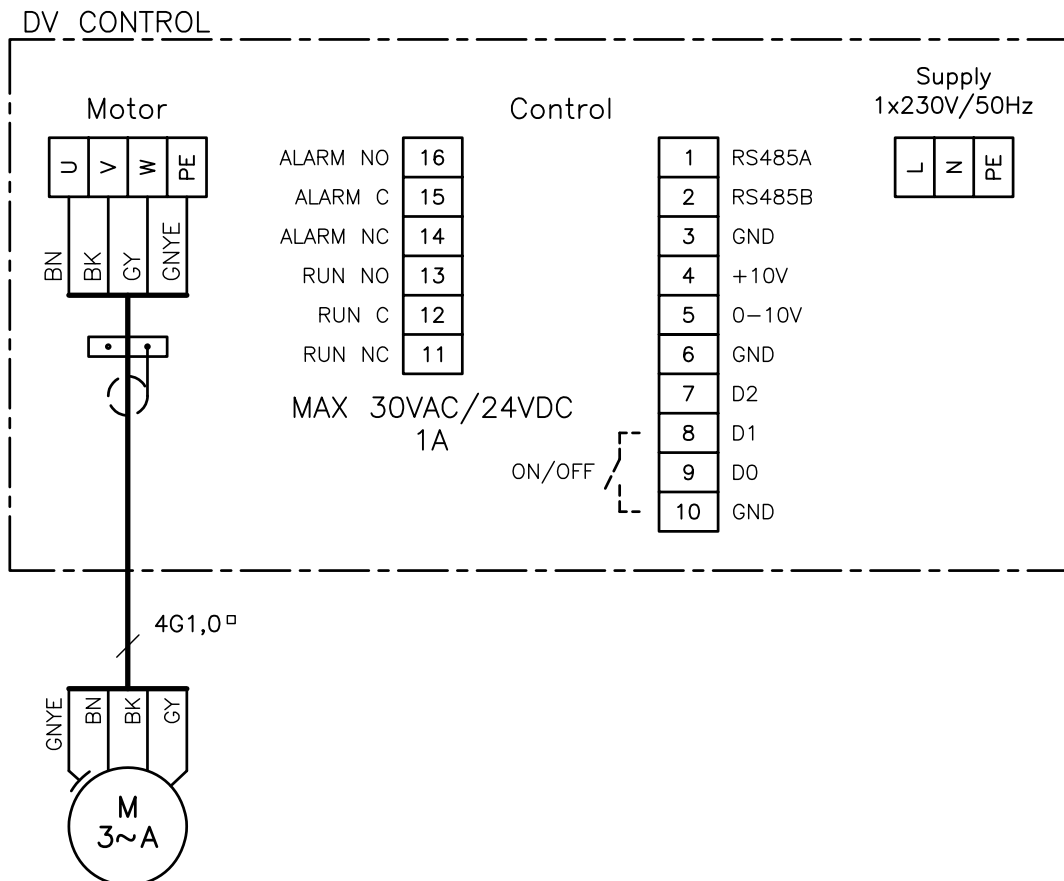 DV CONTROL
Motor
U V W PE
BN BK GY GNYE
Control
ALARM NO 16
ALARM C 15
ALARM NC 14
RUN NO 13
RUN C 12
RUN NC 11
MAX 30VAC/24VDC
1A
ON/OFF
1 RS485A
2 RS485B
3 GND
4 +10V
5 0-10V
6 GND
7 D2
8 D1
9 D0
10 GND
Supply
1x230V/50Hz
L N PE
4G1,0□
GNYE BN BK GY
M
3~A